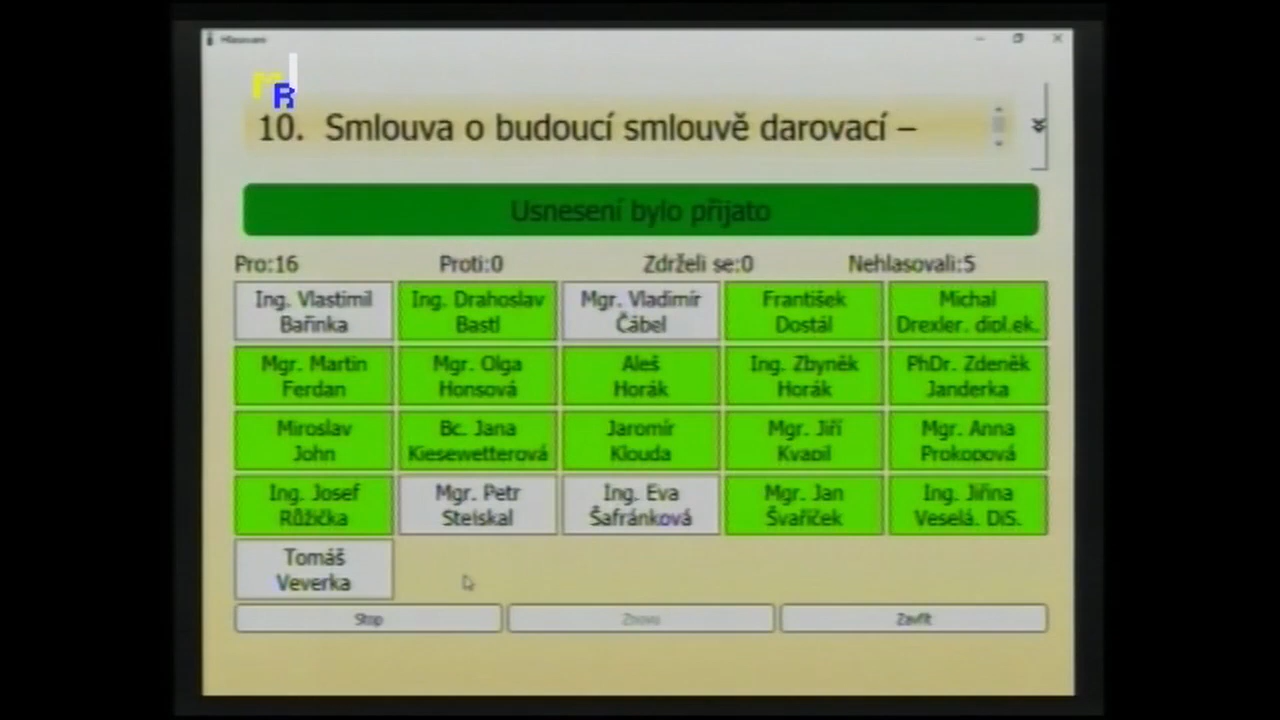 Hlasování
MR
10. Smlouva o budoucí smlouvě darovací –
Usnesení bylo přijato
Pro:16 Proti:0 Zdrželi se:0 Nehlasovali:5
Ing. Vlastimil Bařinka
Ing. Drahoslav Bastl
Mgr. Vladimír Čábel
František Dostál
Michal Drexler. dipl.ek.
Mgr. Martin Ferdan
Mgr. Olga Honsová
Aleš Horák
Ing. Zbyněk Horák
PhDr. Zdeněk Janderka
Miroslav John
Bc. Jana Kiesewetterová
Jaromír Klouda
Mgr. Jiří Kvapil
Mgr. Anna Prokopová
Ing. Josef Růžička
Mgr. Petr Stejskal
Ing. Eva Šafránková
Mgr. Jan Švaříček
Ing. Jiřina Veselá. DiS.
Tomáš Veverka
Stop Znovu Zavřít